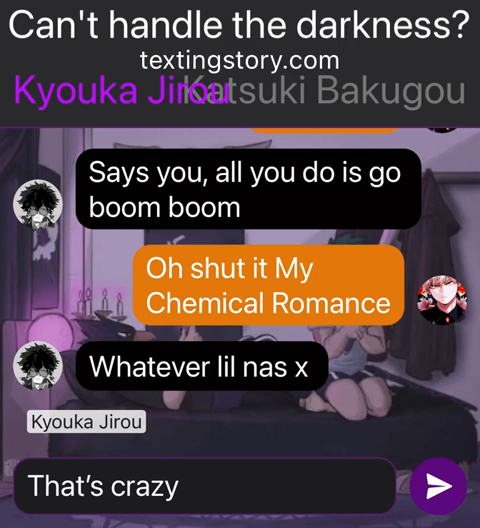 Can't handle the darkness?
textingstory.com
Kyouka Jirou Katsuki Bakugou
Says you, all you do is go
boom boom
Oh shut it My
Chemical Romance
Whatever lil nas x
Kyouka Jirou
That’s crazy